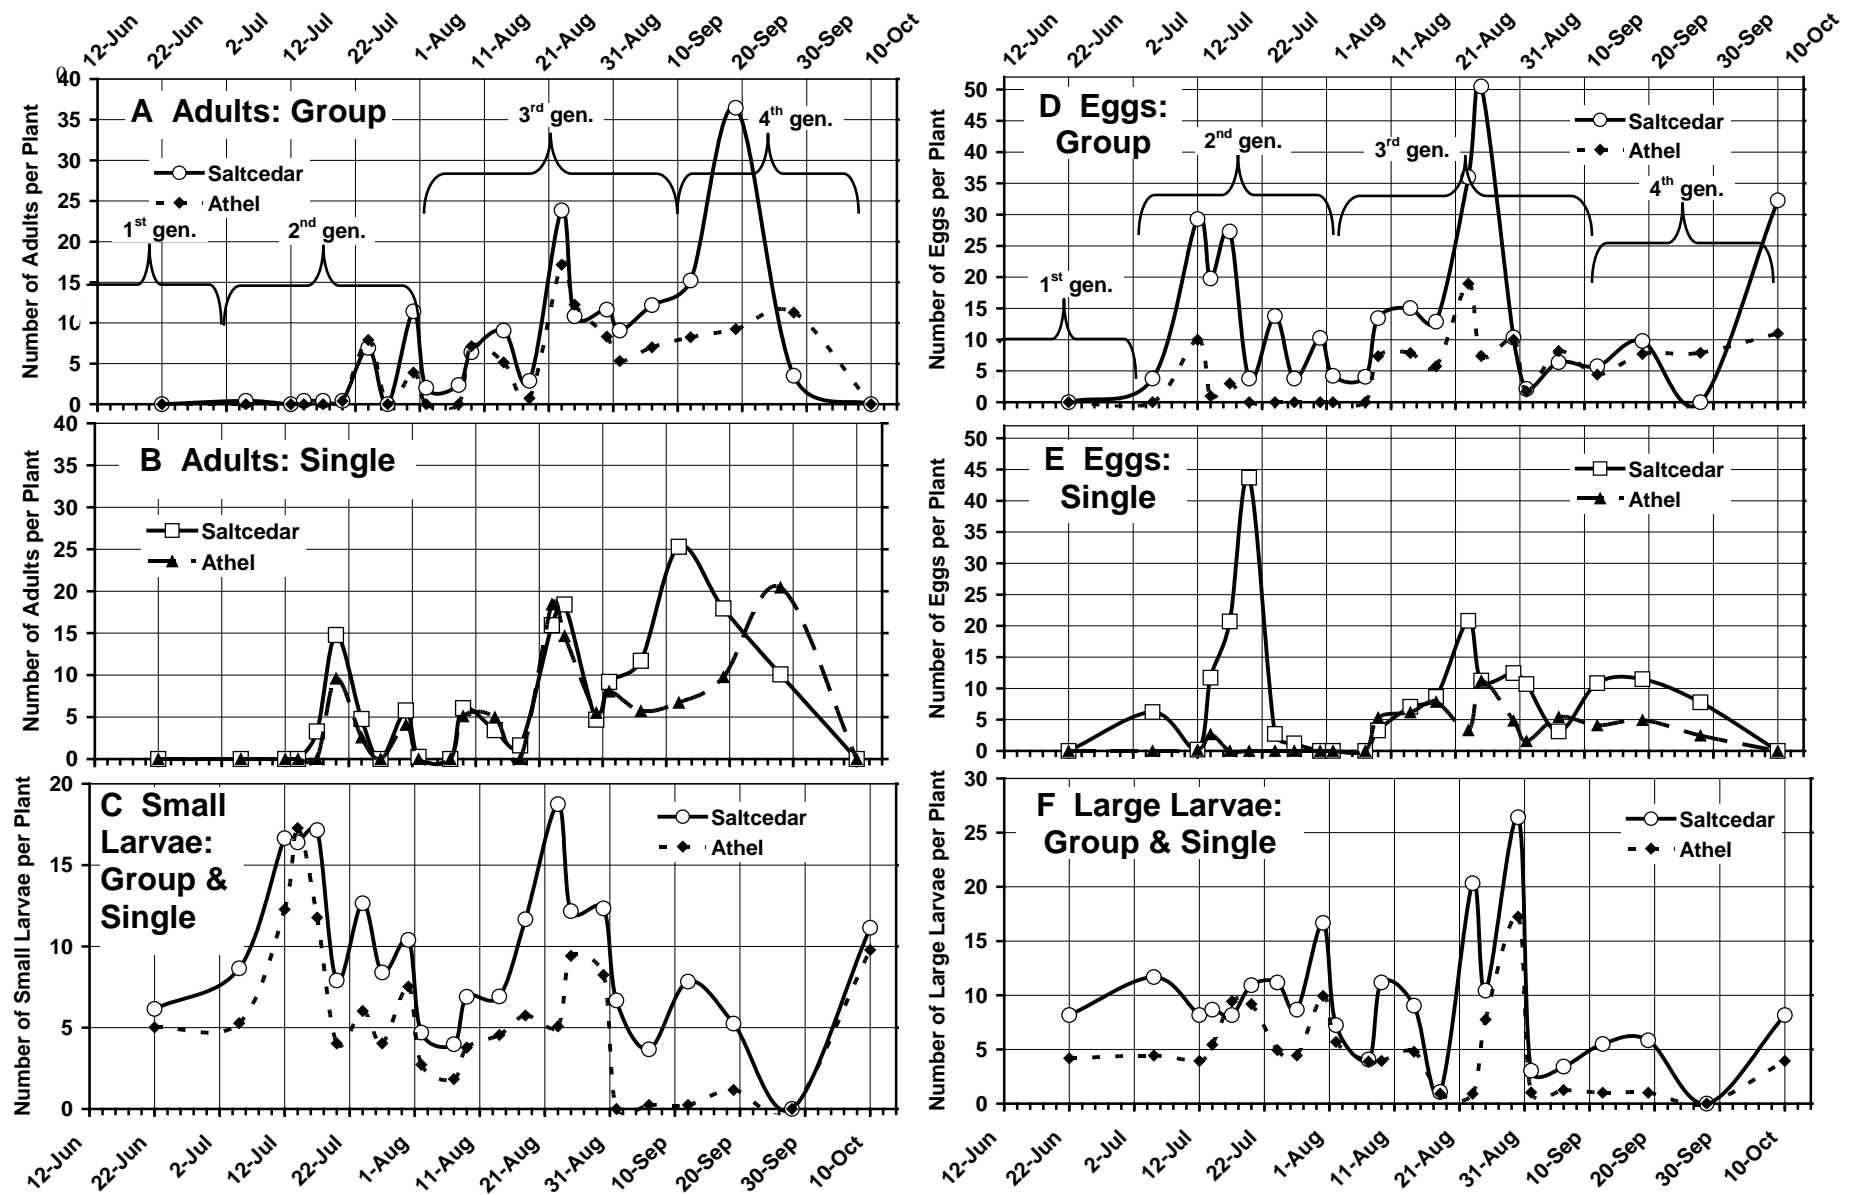 12-Jun 22-Jun 2-Jul 12-Jul 22-Jul 1-Aug 11-Aug 21-Aug 31-Aug 10-Sep 20-Sep 30-Sep 10-Oct
Number of Adults per Plant
0
40
35
30
25
20
15
10
5
0
A Adults: Group
Saltcedar
Athel
1st gen.
2nd gen.
3rd gen.
4th gen.
Number of Adults per Plant
40
35
30
25
20
15
10
5
0
B Adults: Single
Saltcedar
Athel
Number of Small Larvae per Plant
20
15
10
5
0
C Small
Larvae:
Group &
Single
Saltcedar
Athel
12-Jun 22-Jun 2-Jul 12-Jul 22-Jul 1-Aug 11-Aug 21-Aug 31-Aug 10-Sep 20-Sep 30-Sep 10-Oct
12-Jun 22-Jun 2-Jul 12-Jul 22-Jul 1-Aug 11-Aug 21-Aug 31-Aug 10-Sep 20-Sep 30-Sep 10-Oct
Number of Eggs per Plant
50
45
40
35
30
25
20
15
10
5
0
D Eggs:
Group
Saltcedar
Athel
1st gen.
2nd gen.
3rd gen.
4th gen.
Number of Eggs per Plant
50
45
40
35
30
25
20
15
10
5
0
E Eggs:
Single
Saltcedar
Athel
Number of Large Larvae per Plant
30
25
20
15
10
5
0
F Large Larvae:
Group & Single
Saltcedar
Athel
12-Jun 22-Jun 2-Jul 12-Jul 22-Jul 1-Aug 11-Aug 21-Aug 31-Aug 10-Sep 20-Sep 30-Sep 10-Oct